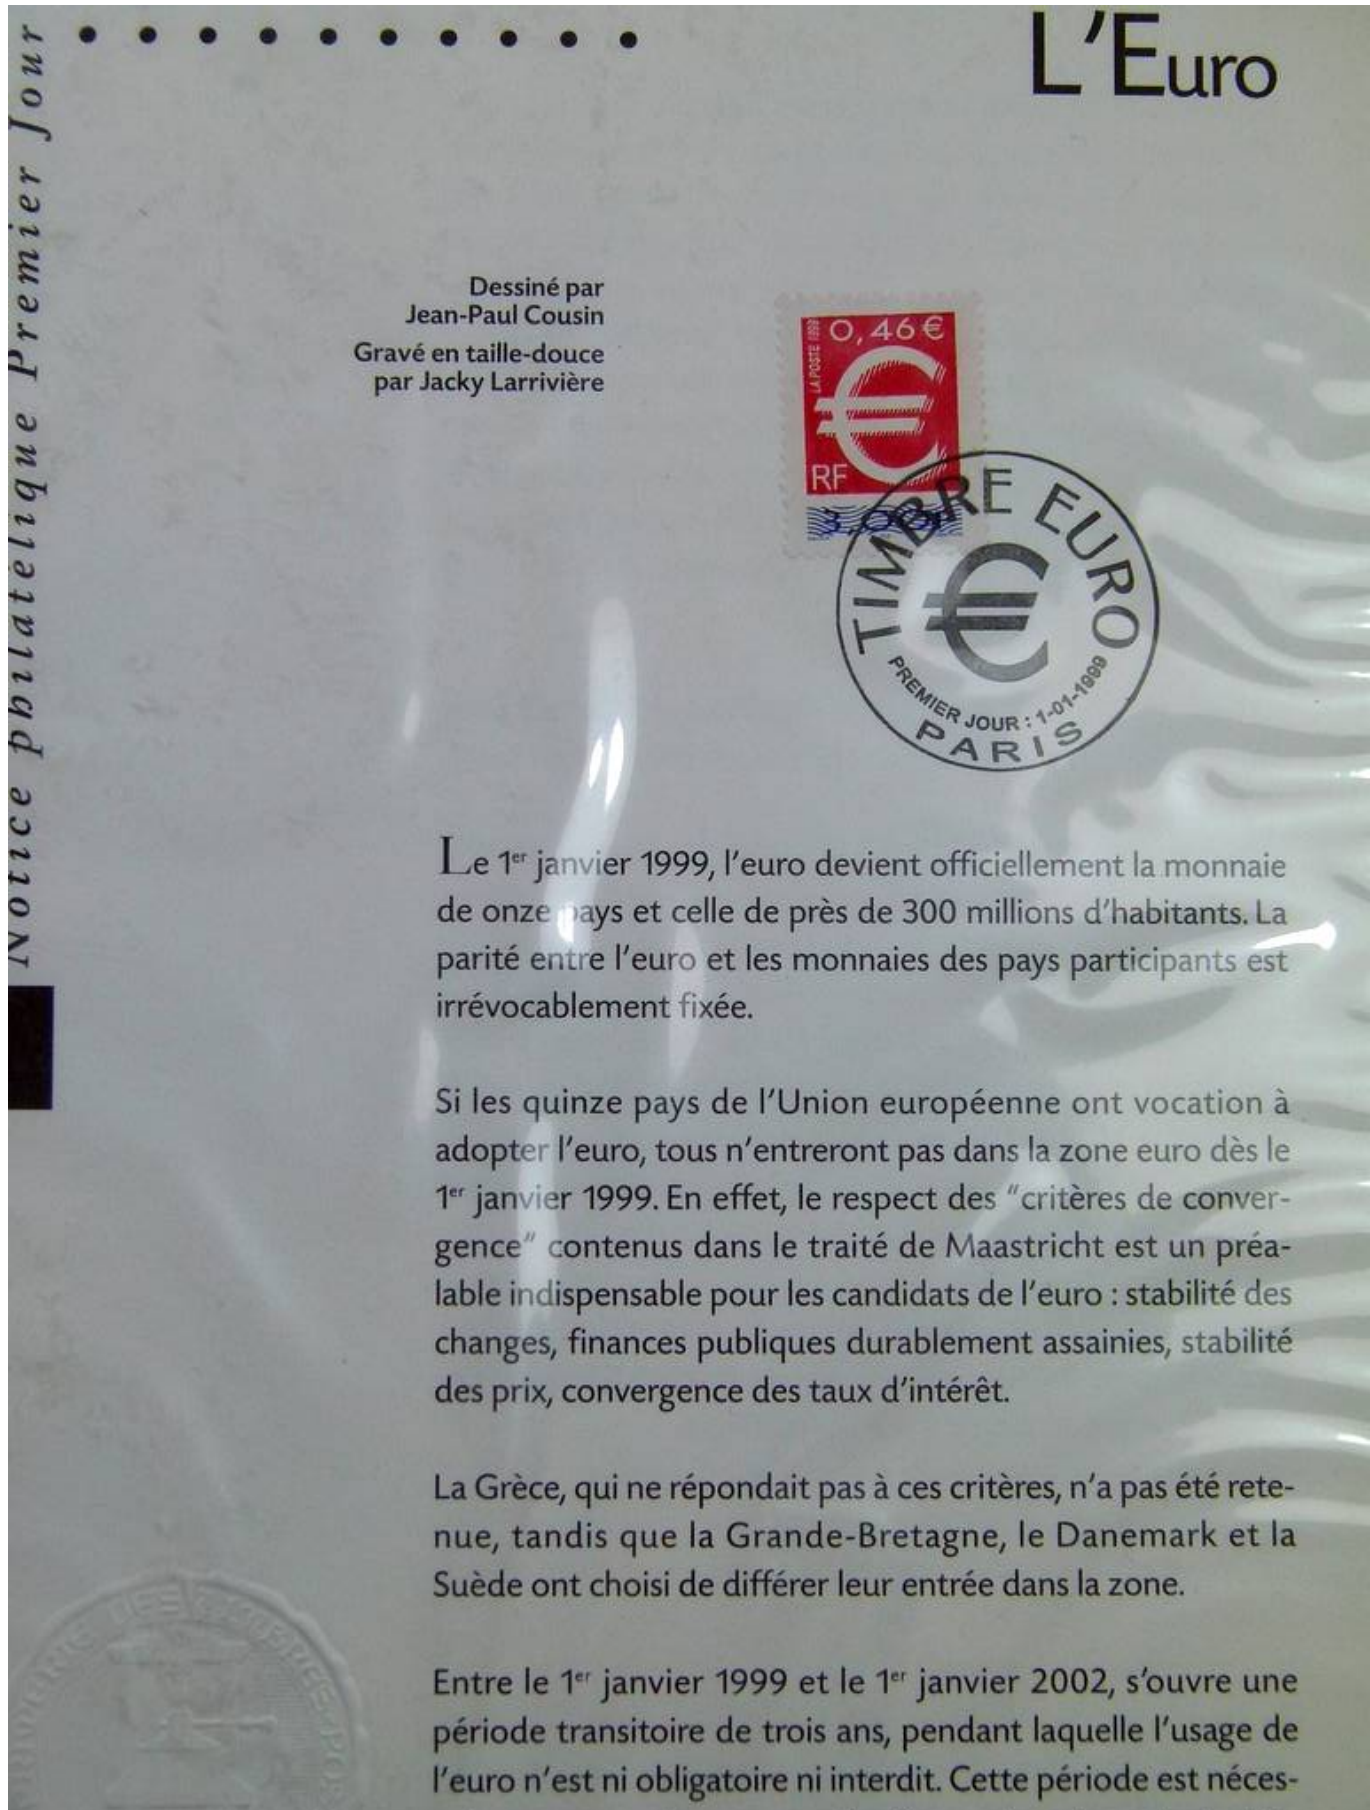 L'Euro
Notice philatélique Premier Jour
Dessiné par
Jean-Paul Cousin
Gravé en taille-douce
par Jacky Larrivière
0,46€
LA POSTE 1999
€
RF
3,00F
TIMBRE EURO
€
PREMIER JOUR : 1-01-1999
PARIS
Le 1er janvier 1999, l'euro devient officiellement la monnaie
de onze pays et celle de près de 300 millions d'habitants. La
parité entre l'euro et les monnaies des pays participants est
irrévocablement fixée.
Si les quinze pays de l'Union européenne ont vocation à
adopter l'euro, tous n'entreront pas dans la zone euro dès le
1er janvier 1999. En effet, le respect des "critères de conver-
gence" contenus dans le traité de Maastricht est un préa-
lable indispensable pour les candidats de l'euro : stabilité des
changes, finances publiques durablement assainies, stabilité
des prix, convergence des taux d'intérêt.
La Grèce, qui ne répondait pas à ces critères, n'a pas été rete-
nue, tandis que la Grande-Bretagne, le Danemark et la
Suède ont choisi de différer leur entrée dans la zone.
Entre le 1er janvier 1999 et le 1er janvier 2002, s'ouvre une
période transitoire de trois ans, pendant laquelle l'usage de
l'euro n'est ni obligatoire ni interdit. Cette période est néces-